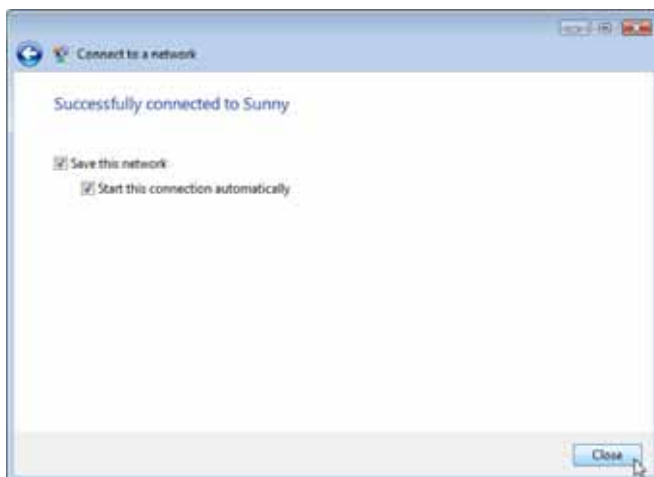 Connect to a network
Successfully connected to Sunny
Save this network
Start this connection automatically
Close